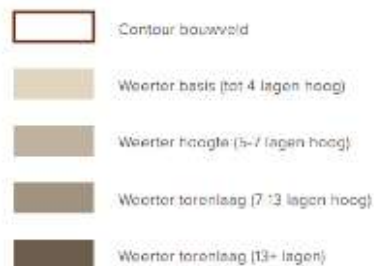 Contour bouwveld
Weerter basis (tot 4 lagen hoog)
Weerter hoogte (5-7 lagen hoog)
Weerter torenlaag (7-13 lagen hoog)
Weerter torenlaag (13+ lagen)